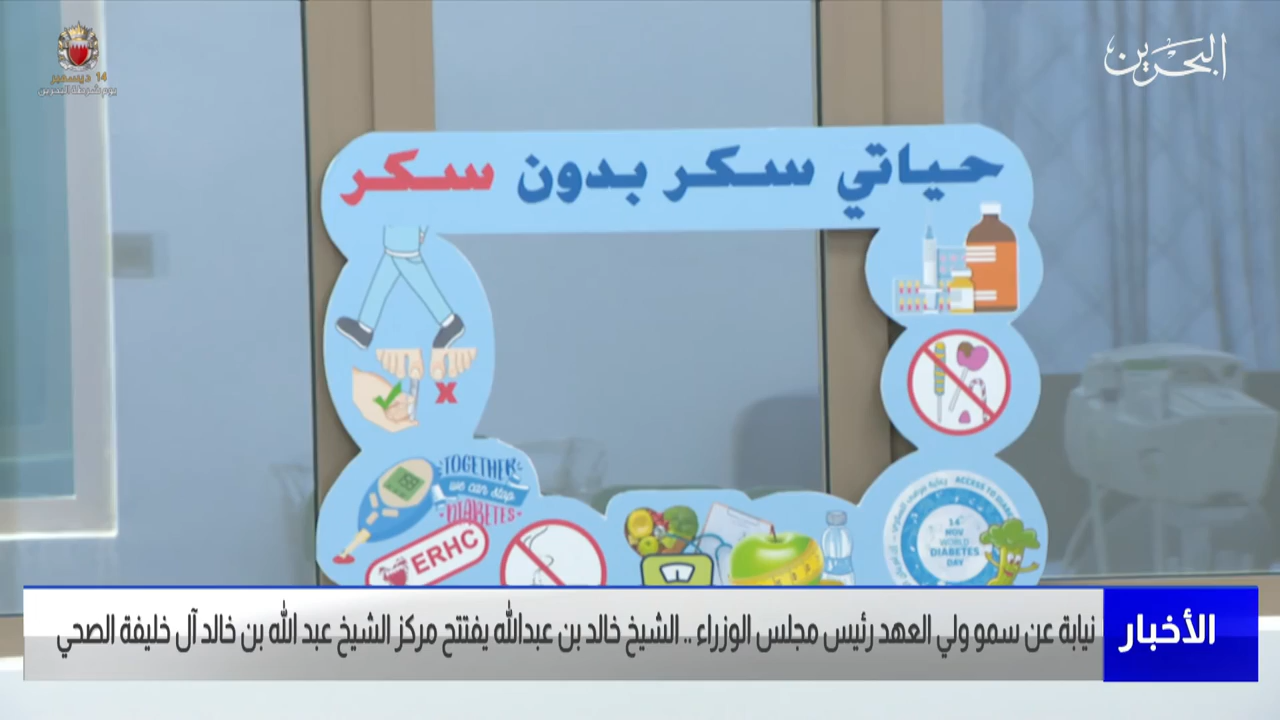 14 ديسمبر
يوم شرطة البحرين
البحرين
حياتي سكر بدون سكر
x
TOGETHER
we can stop
DIABETES
ERHC
ACCESS TO
14
NOV
WORLD
DIABETES
DAY
الأخبار
نيابة عن سمو ولي العهد رئيس مجلس الوزراء .. الشيخ خالد بن عبدالله يفتتح مركز الشيخ عبد الله بن خالد آل خليفة الصحي